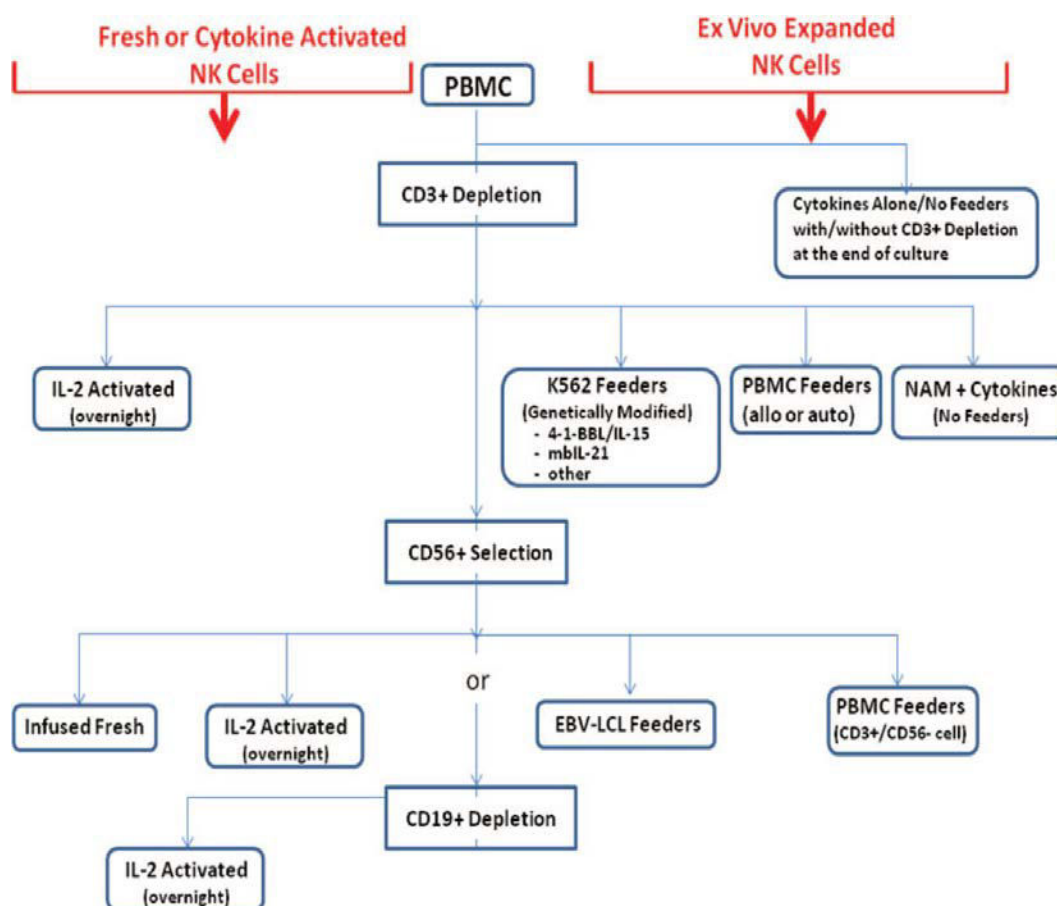 Fresh or Cytokine Activated
NK Cells
Ex Vivo Expanded
NK Cells
PBMC
CD3+ Depletion
Cytokines Alone/No Feeders
with/without CD3+ Depletion
at the end of culture
IL-2 Activated
(overnight)
K562 Feeders
(Genetically Modified)
- 4-1-BBL/IL-15
- mbIL-21
- other
PBMC Feeders
(allo or auto)
NAM + Cytokines
(No Feeders)
CD56+ Selection
or
Infused Fresh
IL-2 Activated
(overnight)
EBV-LCL Feeders
PBMC Feeders
(CD3+/CD56- cell)
CD19+ Depletion
IL-2 Activated
(overnight)